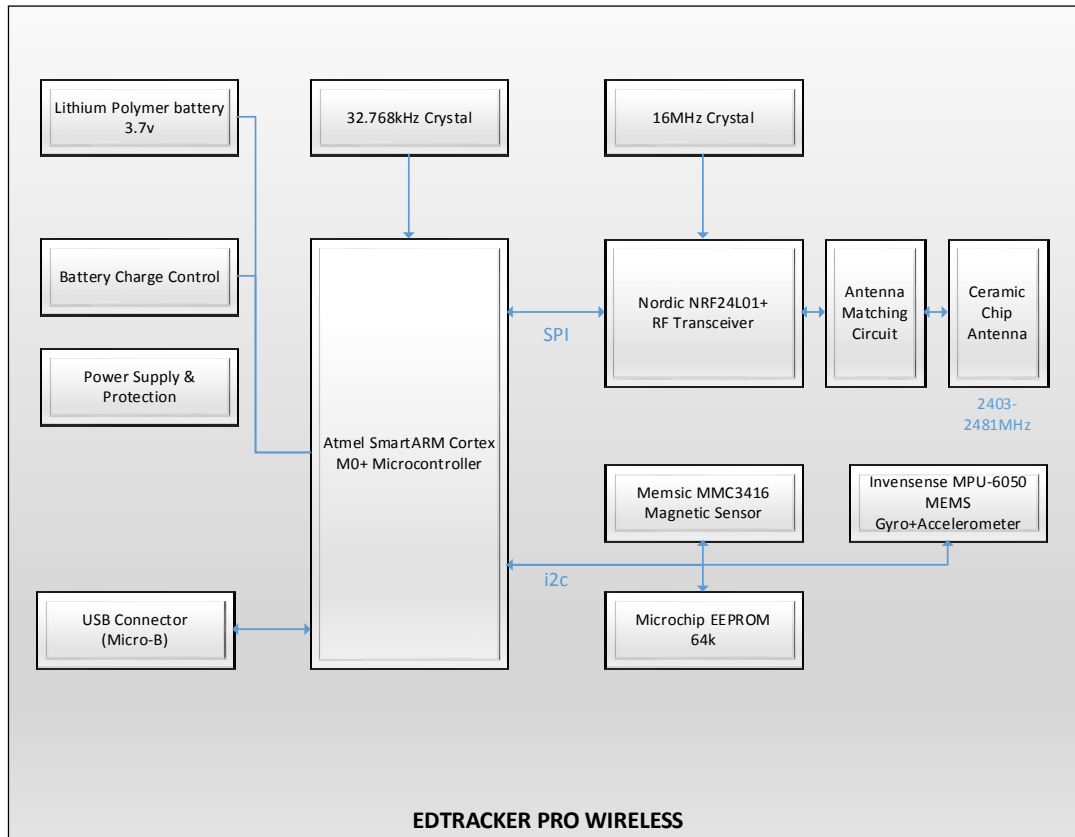 Lithium Polymer battery
3.7v
32.768kHz Crystal
16MHz Crystal
Battery Charge Control
Nordic NRF24L01+
RF Transceiver
Antenna
Matching
Circuit
Ceramic
Chip
Antenna
SPI
Power Supply &
Protection
2403-
2481MHz
Atmel SmartARM Cortex
M0+ Microcontroller
Memsic MMC3416
Magnetic Sensor
Invensense MPU-6050
MEMS
Gyro+Accelerometer
i2c
USB Connector
(Micro-B)
Microchip EEPROM
64k
EDTRACKER PRO WIRELESS